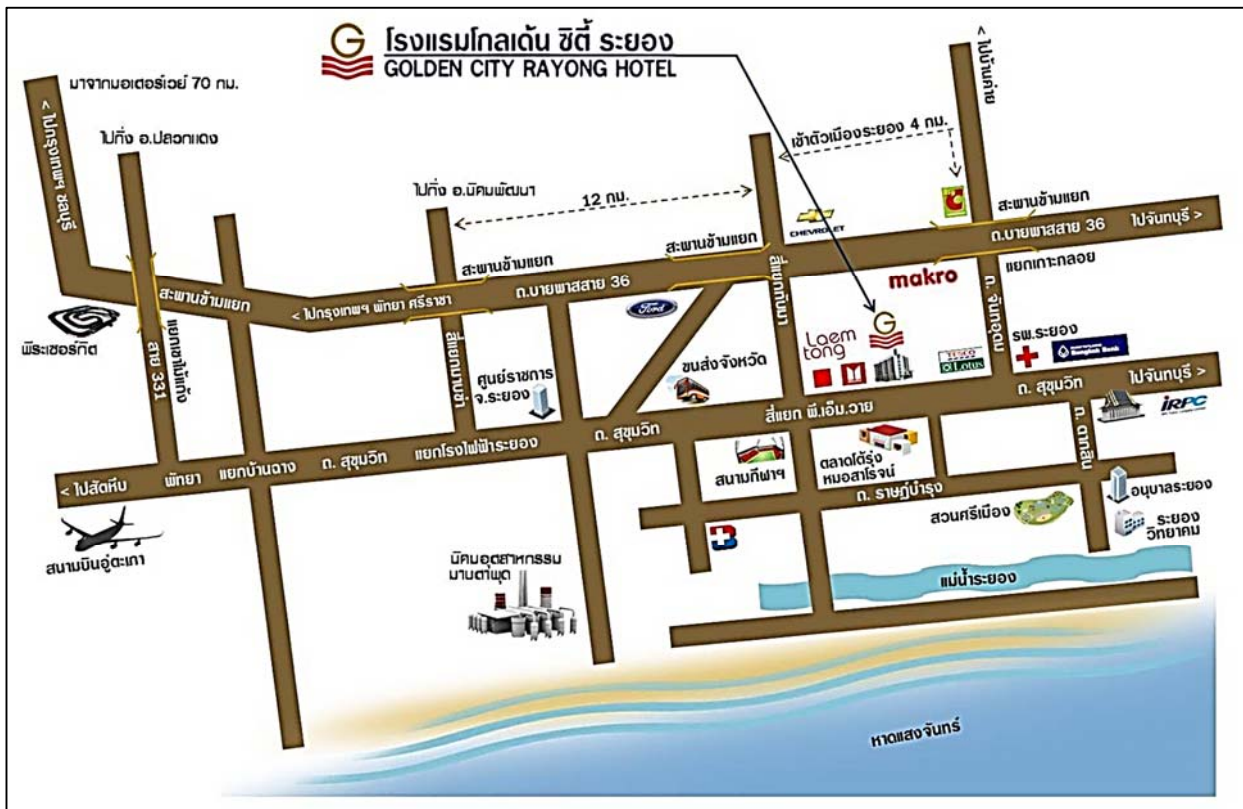 โรงแรมโกลเด้น ซิตี้ ระยอง
GOLDEN CITY RAYONG HOTEL
มาจากมอเตอร์เวย์ 70 กม.
< ไปกรุงเทพฯ ชลบุรี
ไปกิ่ง อ.ปลวกแดง
ไปกิ่ง อ.นิคมพัฒนา
12 กม.
เข้าตัวเมืองระยอง 4 กม.
< ไปบ้านค่าย
CHEVROLET
สะพานข้ามแยก
ถ.บายพาสสาย 36
ไปจันทบุรี >
สะพานข้ามแยก
สะพานข้ามแยก
ถ.บายพาสสาย 36
< ไปกรุงเทพฯ พัทยา ศรีราชา
สะพานข้ามแยก
แยกเกาะกลอย
makro
ถ. จันทอุดม
สี่แยกทับมา
Ford
พีระเซอร์กิต
แยกเขาไม้แก้ว
สาย 331
สี่แยกมาบข่า
ศูนย์ราชการ
จ.ระยอง
ขนส่งจังหวัด
Laem
tong
TESCO
Lotus
รพ.ระยอง
Bangkok Bank
ไปจันทบุรี >
ถ. สุขุมวิท
สี่แยก พี.เอ็ม.วาย
ถ. สุขุมวิท
แยกโรงไฟฟ้าระยอง
ถ. สุขุมวิท
แยกบ้านฉาง
พัทยา
< ไปสัตหีบ
สนามบินอู่ตะเภา
IRPC
ถ. ตากสิน
สนามกีฬาฯ
ตลาดโต้รุ่ง
หมอสาโรจน์
ถ. ราษฎร์บำรุง
สวนศรีเมือง
อนุบาลระยอง
ระยอง
วิทยาคม
นิคมอุตสาหกรรม
มาบตาพุด
แม่น้ำระยอง
หาดแสงจันทร์